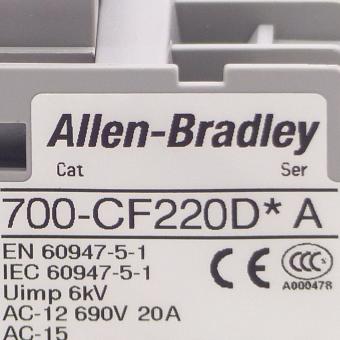 Allen-Bradley
Cat Ser
700-CF220D* A
EN 60947-5-1
IEC 60947-5-1
Uimp 6kV
AC-12 690V 20A
AC-15
CE
CCC
A000478